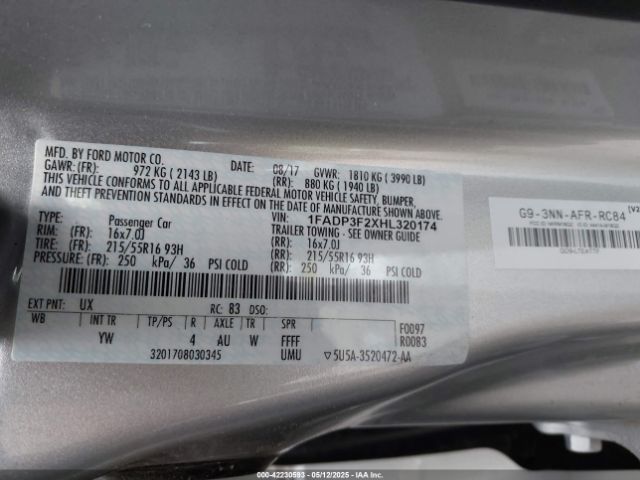 MFD. BY FORD MOTOR CO.
DATE: 08/17 GVWR: 1810 KG ( 3990 LB)
GAWR:(FR): 972 KG ( 2143 LB) (RR): 880 KG ( 1940 LB)
THIS VEHICLE CONFORMS TO ALL APPLICABLE FEDERAL MOTOR VEHICLE SAFETY, BUMPER,
AND THEFT PREVENTION STANDARDS IN EFFECT ON THE DATE OF MANUFACTURE SHOWN ABOVE.
VIN: 1FADP3F2XHL320174
TYPE: Passenger Car TRAILER TOWING - SEE OWNER GUIDE
RIM: (FR): 16x7.0J (RR): 16x7.0J
TIRE: (FR): 215/55R16 93H (RR): 215/55R16 93H
PRESSURE: (FR): 250 kPa/ 36 PSI COLD (RR): 250 kPa/ 36 PSI COLD
EXT PNT: UX RC: 83 DSO:
WB INT TR TP/PS R AXLE TR SPR F0097
YW 4 AU W UMU R0083
3201708030345 ▽5U5A-3520472-AA
G9-3NN-AFR-RC84 (V2
000-42230593 - 05/12/2025 - IAAI.COM